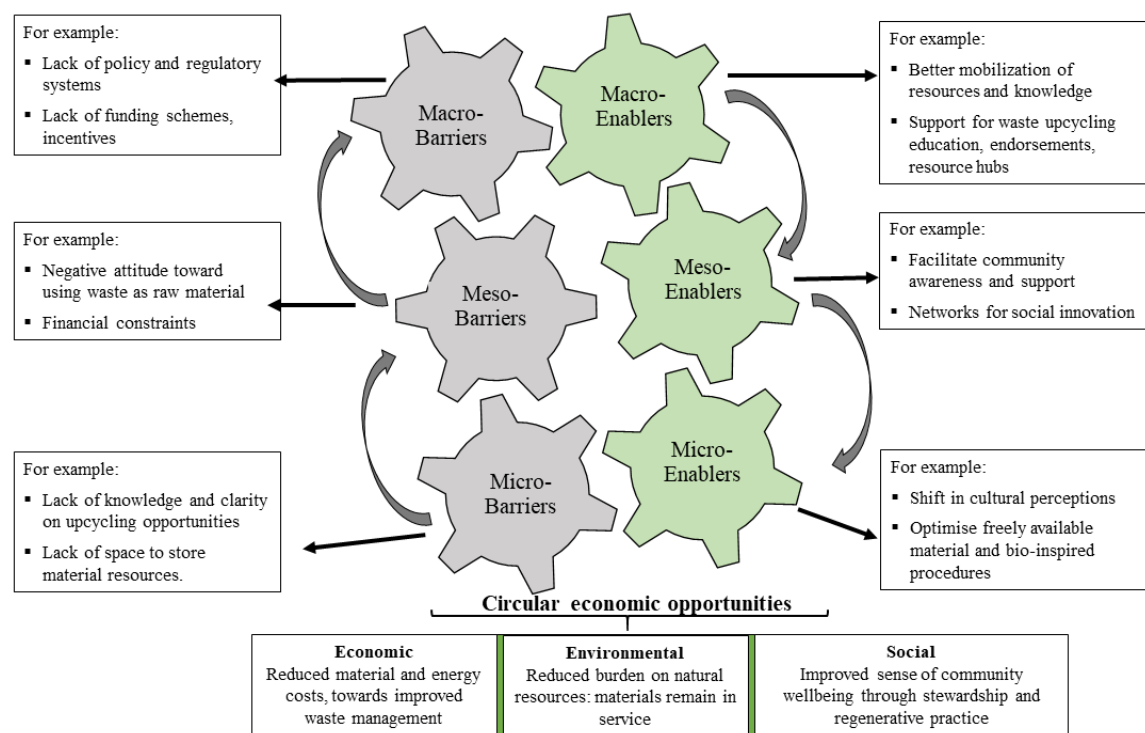 For example:
▪ Lack of policy and regulatory
systems
▪ Lack of funding schemes,
incentives
Macro-
Barriers
Macro-
Enablers
For example:
▪ Better mobilization of
resources and knowledge
▪ Support for waste upcycling
education, endorsements,
resource hubs
For example:
▪ Negative attitude toward
using waste as raw material
▪ Financial constraints
Meso-
Barriers
Meso-
Enablers
For example:
▪ Facilitate community
awareness and support
▪ Networks for social innovation
For example:
▪ Lack of knowledge and clarity
on upcycling opportunities
▪ Lack of space to store
material resources.
Micro-
Barriers
Micro-
Enablers
For example:
▪ Shift in cultural perceptions
▪ Optimise freely available
material and bio-inspired
procedures
Circular economic opportunities
Economic
Reduced material and energy
costs, towards improved
waste management
Environmental
Reduced burden on natural
resources: materials remain in
service
Social
Improved sense of community
wellbeing through stewardship and
regenerative practice